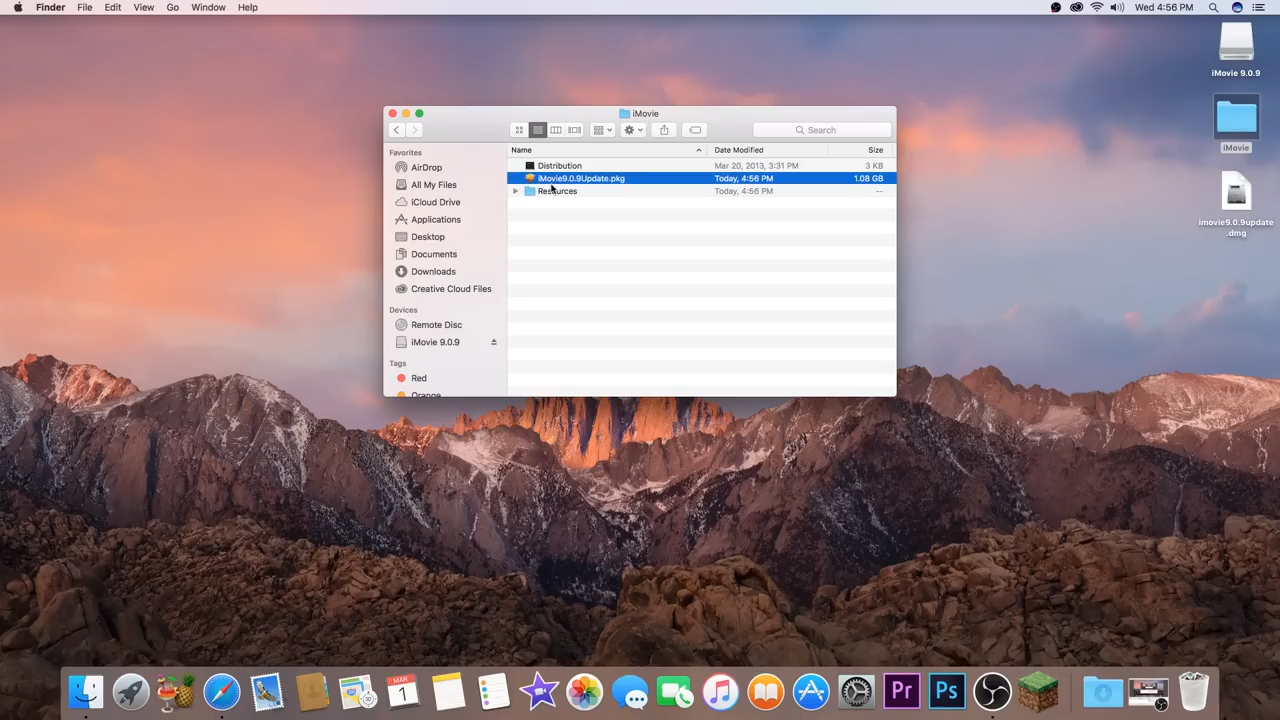 Finder File Edit View Go Window Help Wed 4:56 PM
iMovie 9.0.9
iMovie
imovie9.0.9update
.dmg
iMovie
Search
Favorites
AirDrop
All My Files
iCloud Drive
Applications
Desktop
Documents
Downloads
Creative Cloud Files
Devices
Remote Disc
iMovie 9.0.9
Tags
Red
Orange
Name Date Modified Size
Distribution Mar 20, 2013, 3:31 PM 3 KB
iMovie9.0.9Update.pkg Today, 4:56 PM 1.08 GB
Resources Today, 4:56 PM --
MAR
1
3D
Pr
Ps